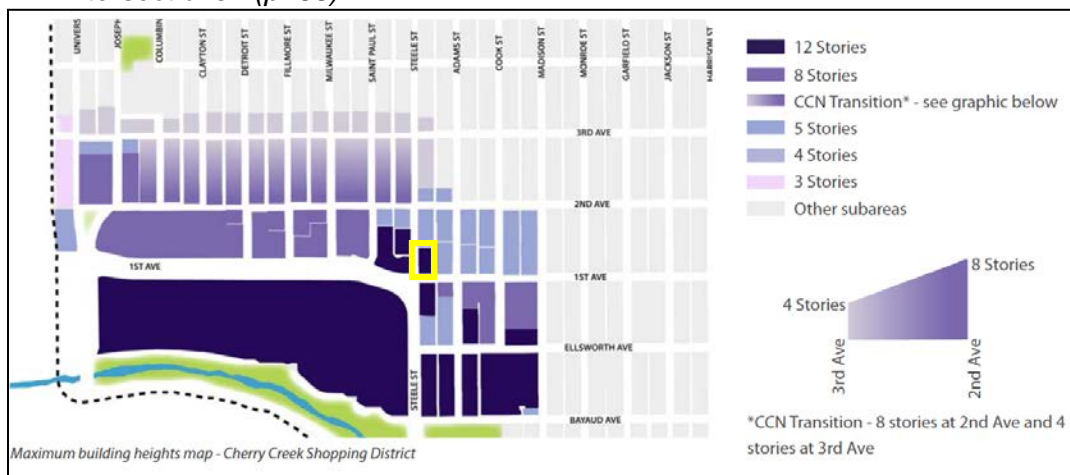 UNIVERS
JOSEPH
COLUMBIN
CLAYTON ST
DETROIT ST
FILLMORE ST
MILWAUKEE ST
SAINT PAUL ST
STEELE ST
ADAMS ST
COOK ST
MADISON ST
MONROE ST
GARFIELD ST
JACKSON ST
HARRISON ST
3RD AVE
2ND AVE
1ST AVE
1ST AVE
ELLSWORTH AVE
STEELE ST
BAYAUD AVE
Maximum building heights map - Cherry Creek Shopping District
12 Stories
8 Stories
CCN Transition* - see graphic below
5 Stories
4 Stories
3 Stories
Other subareas
8 Stories
4 Stories
3rd Ave
2nd Ave
*CCN Transition - 8 stories at 2nd Ave and 4
stories at 3rd Ave